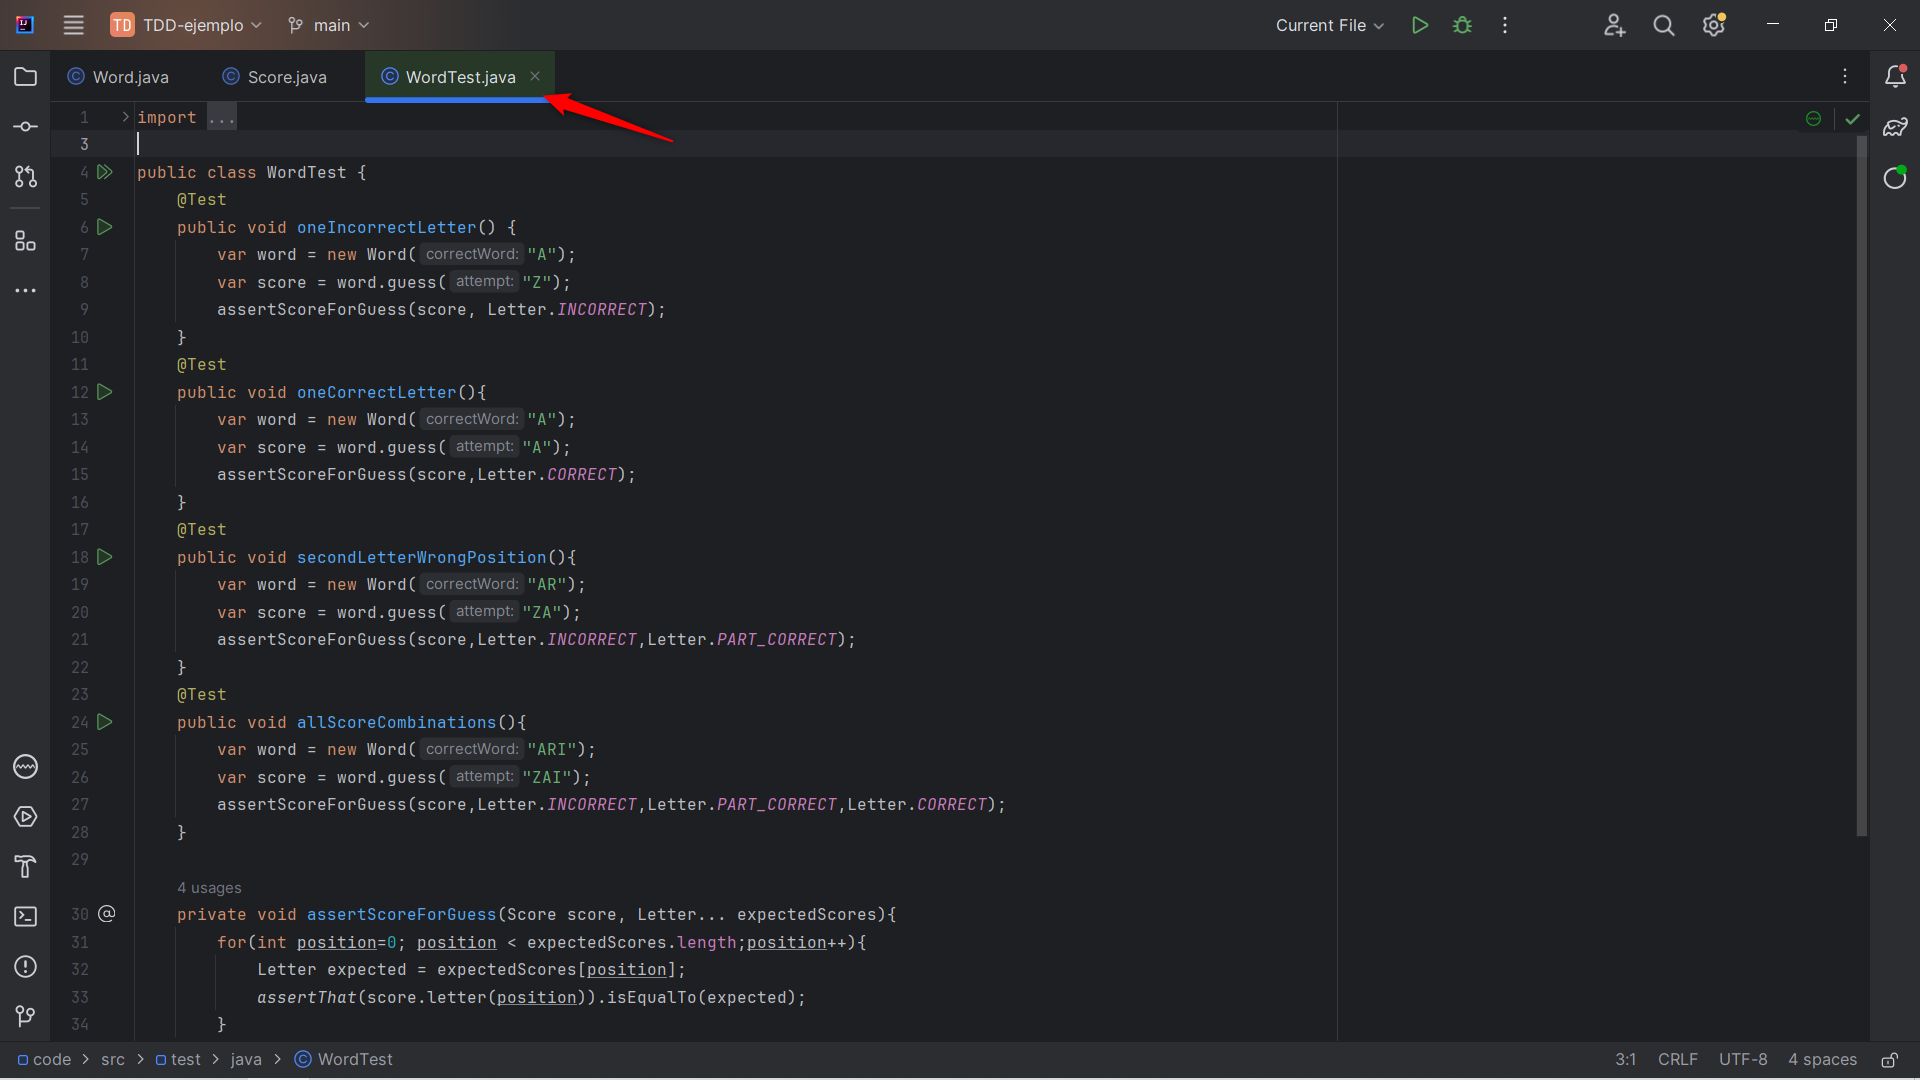 TD TDD-ejemplo main Current File
Word.java Score.java WordTest.java
1 import ...
3
4 public class WordTest {
5 @Test
6 public void oneIncorrectLetter() {
7 var word = new Word( correctWord: "A");
8 var score = word.guess( attempt: "Z");
9 assertScoreForGuess(score, Letter.INCORRECT);
10 }
11 @Test
12 public void oneCorrectLetter(){
13 var word = new Word( correctWord: "A");
14 var score = word.guess( attempt: "A");
15 assertScoreForGuess(score,Letter.CORRECT);
16 }
17 @Test
18 public void secondLetterWrongPosition(){
19 var word = new Word( correctWord: "AR");
20 var score = word.guess( attempt: "ZA");
21 assertScoreForGuess(score,Letter.INCORRECT,Letter.PART_CORRECT);
22 }
23 @Test
24 public void allScoreCombinations(){
25 var word = new Word( correctWord: "ARI");
26 var score = word.guess( attempt: "ZAI");
27 assertScoreForGuess(score,Letter.INCORRECT,Letter.PART_CORRECT,Letter.CORRECT);
28 }
29
4 usages
30 @ private void assertScoreForGuess(Score score, Letter... expectedScores){
31 for(int position=0; position < expectedScores.length;position++){
32 Letter expected = expectedScores[position];
33 assertThat(score.letter(position)).isEqualTo(expected);
34 }
code > src > test > java > WordTest 3:1 CRLF UTF-8 4 spaces